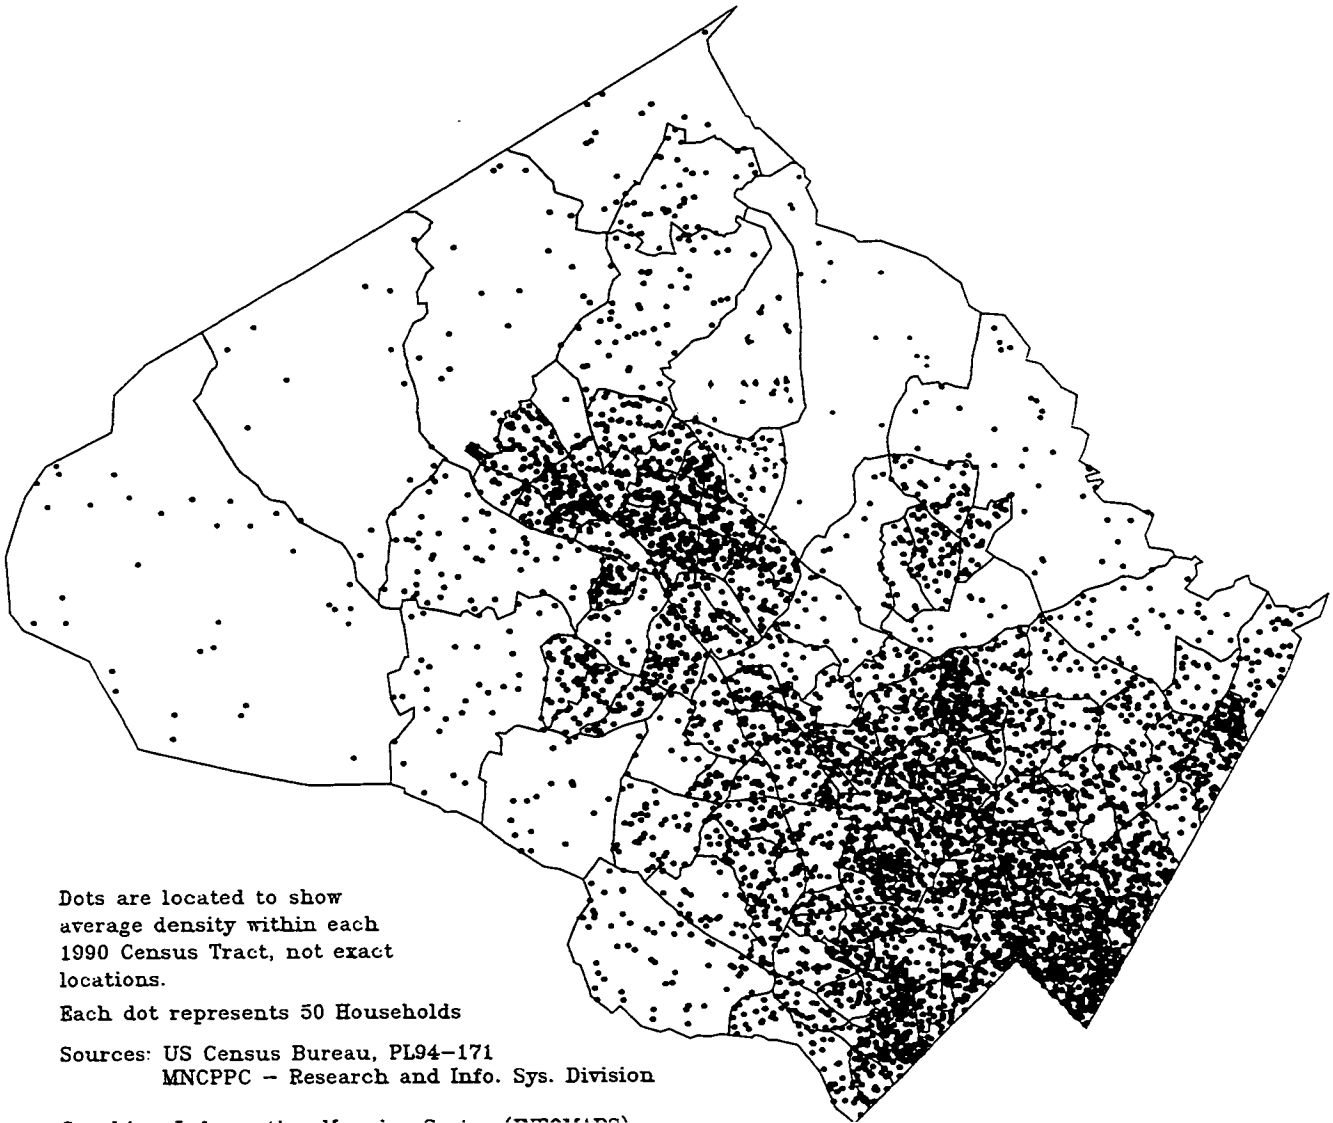 Dots are located to show
average density within each
1990 Census Tract, not exact
locations.
Each dot represents 50 Households
Sources: US Census Bureau, PL94-171
MNCPPC - Research and Info. Sys. Division